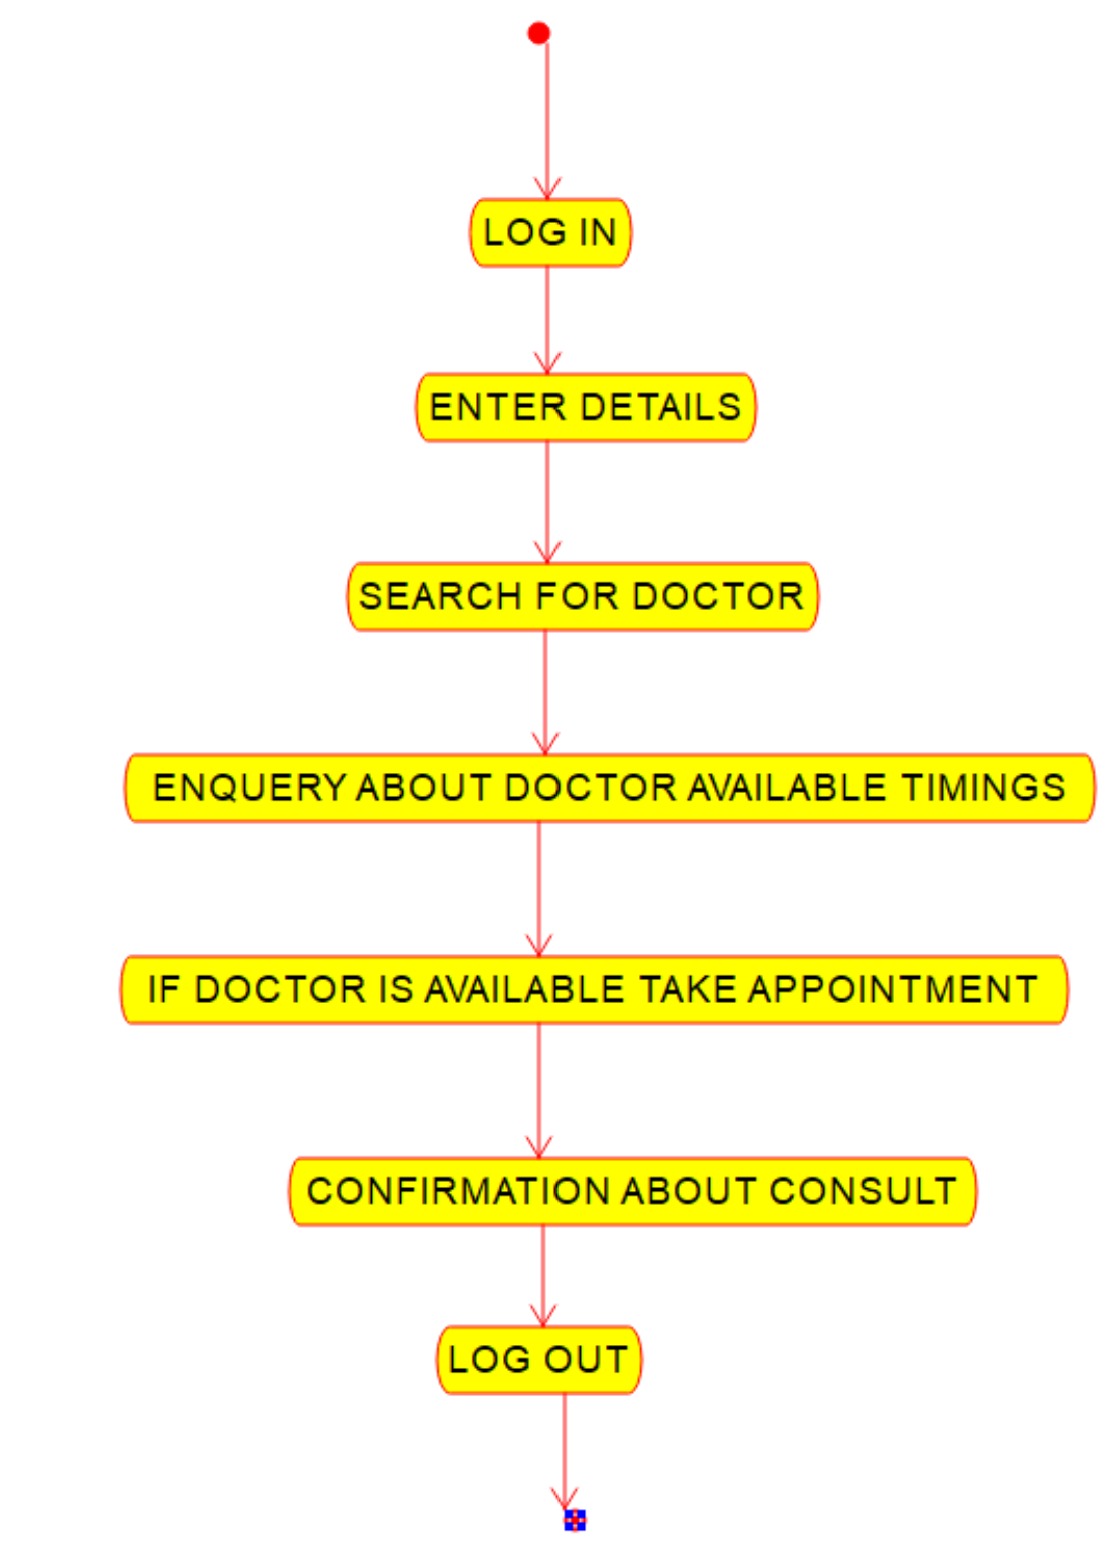 LOG IN
ENTER DETAILS
SEARCH FOR DOCTOR
ENQUERY ABOUT DOCTOR AVAILABLE TIMINGS
IF DOCTOR IS AVAILABLE TAKE APPOINTMENT
CONFIRMATION ABOUT CONSULT
LOG OUT